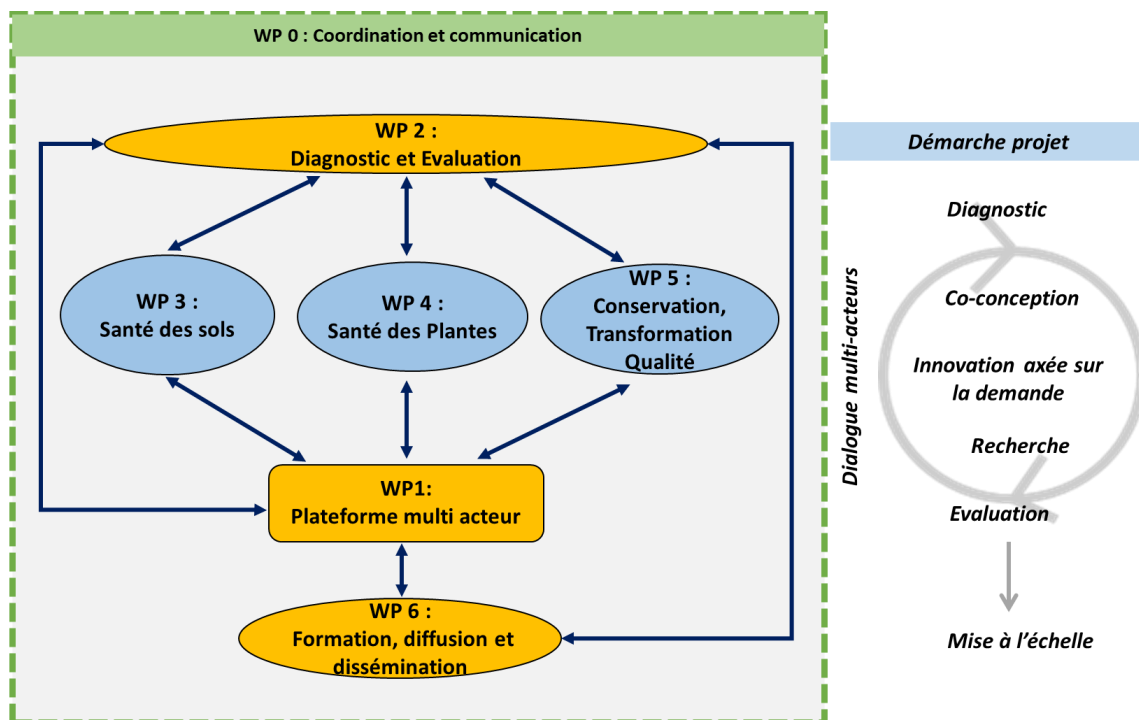 WP 0 : Coordination et communication
WP 2 :
Diagnostic et Evaluation
WP 3 :
Santé des sols
WP 4 :
Santé des Plantes
WP 5 :
Conservation,
Transformation
Qualité
WP1:
Plateforme multi acteur
WP 6 :
Formation, diffusion et
dissémination
Dialogue multi-acteurs
Démarche projet
Diagnostic
Co-conception
Innovation axée sur
la demande
Recherche
Evaluation
Mise à l’échelle